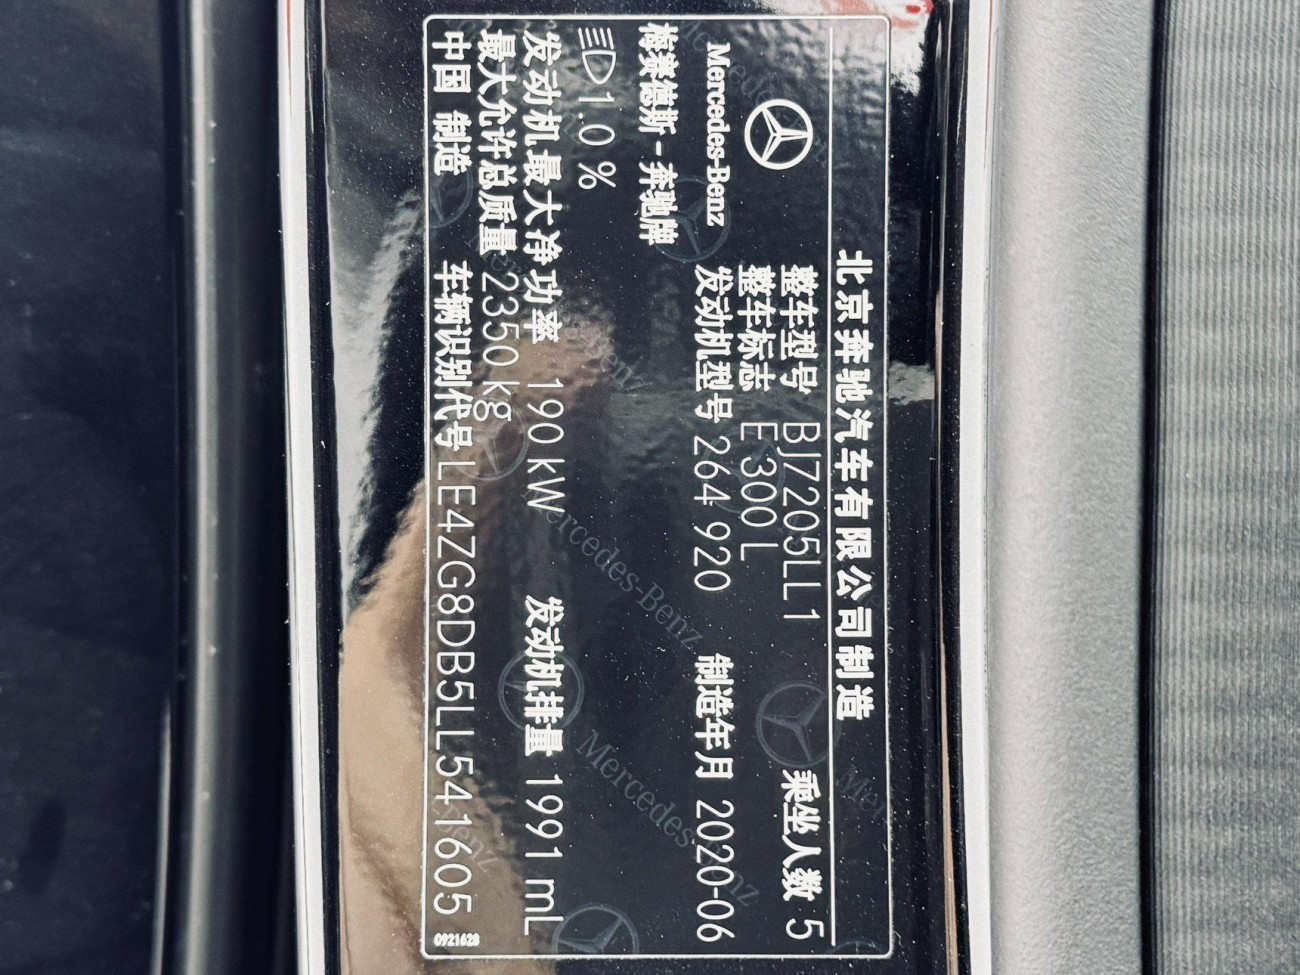 北京奔驰汽车有限公司制造
Mercedes-Benz
梅赛德斯-奔驰牌
整车型号 BJ7205LL1 乘坐人数 5
整车标志 E 300 L
发动机型号 264 920 制造年月 2020-06
1.0 %
发动机最大净功率 190 kW 发动机排量 1991 mL
最大允许总质量 2350 kg
中国 制造 车辆识别代号 LE4ZG8DB5LL541605
0921628